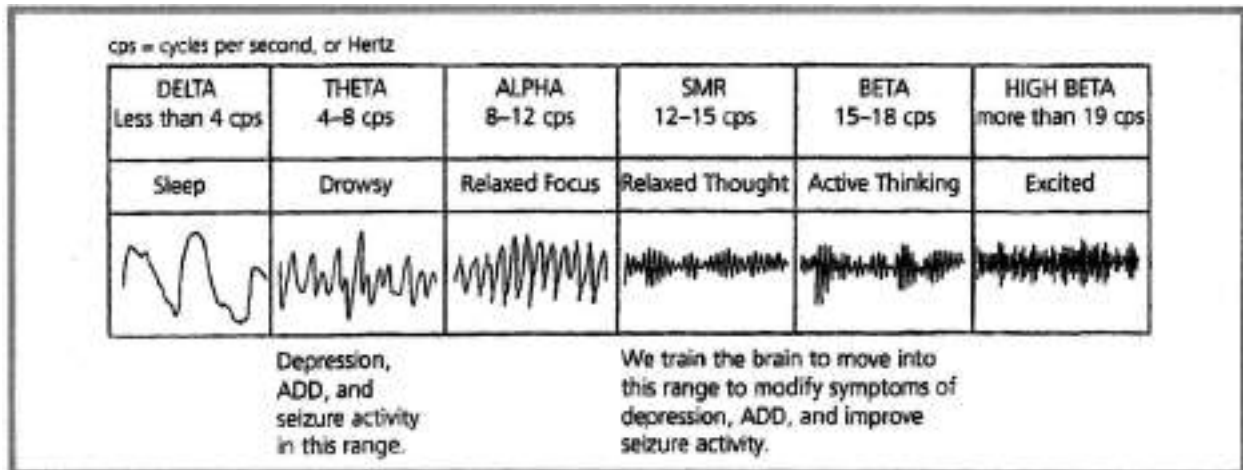 cps = cycles per second, or Hertz
DELTA THETA ALPHA SMR BETA HIGH BETA
Less than 4 cps 4–8 cps 8–12 cps 12–15 cps 15–18 cps more than 19 cps
Sleep Drowsy Relaxed Focus Relaxed Thought Active Thinking Excited
Depression,
ADD, and
seizure activity
in this range.
We train the brain to move into
this range to modify symptoms of
depression, ADD, and improve
seizure activity.